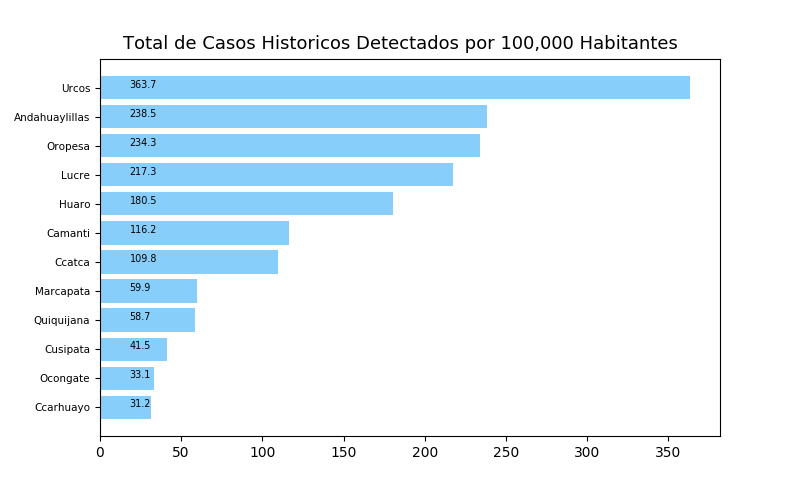 Total de Casos Historicos Detectados por 100,000 Habitantes
Urcos 363.7
Andahuaylillas 238.5
Oropesa 234.3
Lucre 217.3
Huaro 180.5
Camanti 116.2
Ccatca 109.8
Marcapata 59.9
Quiquijana 58.7
Cusipata 41.5
Ocongate 33.1
Ccarhuayo 31.2
0 50 100 150 200 250 300 350